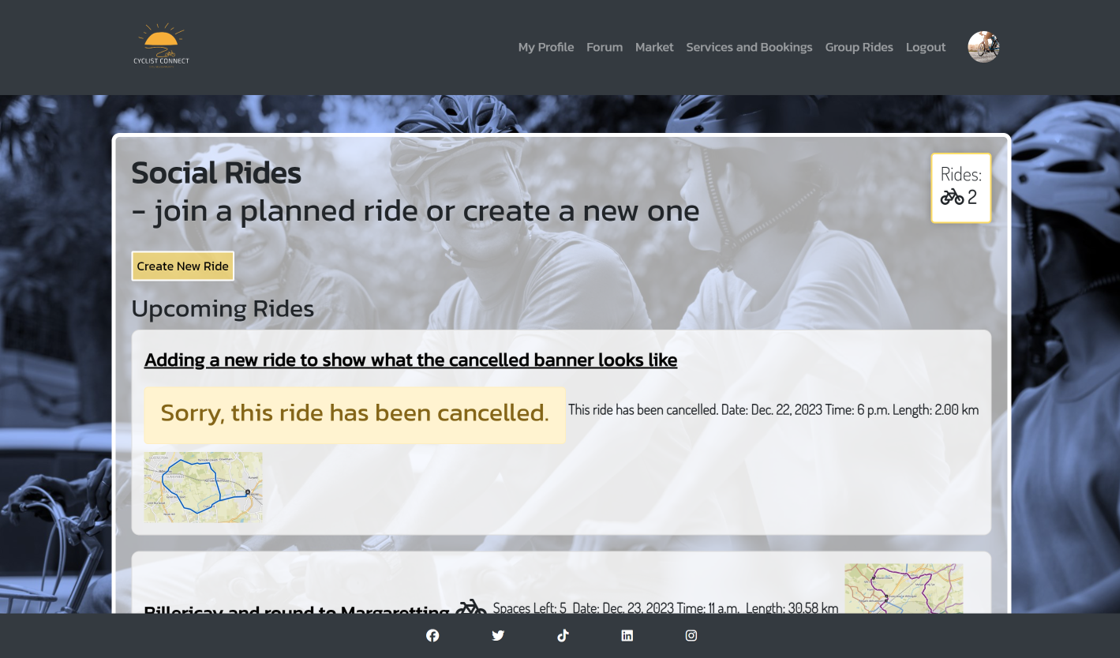 CYCLIST CONNECT
My Profile Forum Market Services and Bookings Group Rides Logout
Social Rides
- join a planned ride or create a new one
Rides:
2
Create New Ride
Upcoming Rides
Adding a new ride to show what the cancelled banner looks like
Sorry, this ride has been cancelled.
This ride has been cancelled. Date: Dec. 22, 2023 Time: 6 p.m. Length: 2.00 km
Billericay and round to Margaretting
Spaces Left: 5 Date: Dec. 23, 2023 Time: 11 a.m. Length: 30.58 km